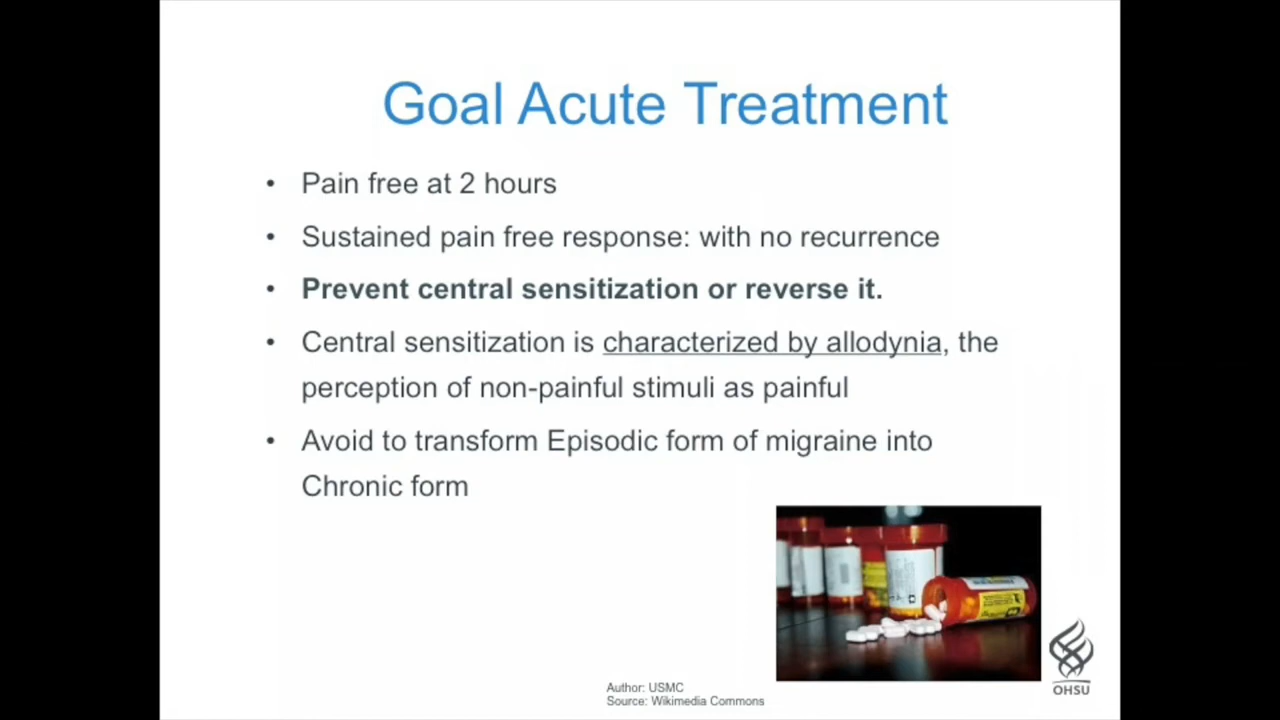 Goal Acute Treatment
• Pain free at 2 hours
• Sustained pain free response: with no recurrence
• Prevent central sensitization or reverse it.
• Central sensitization is characterized by allodynia, the
perception of non-painful stimuli as painful
• Avoid to transform Episodic form of migraine into
Chronic form
OHSU
Author: USMC
Source: Wikimedia Commons